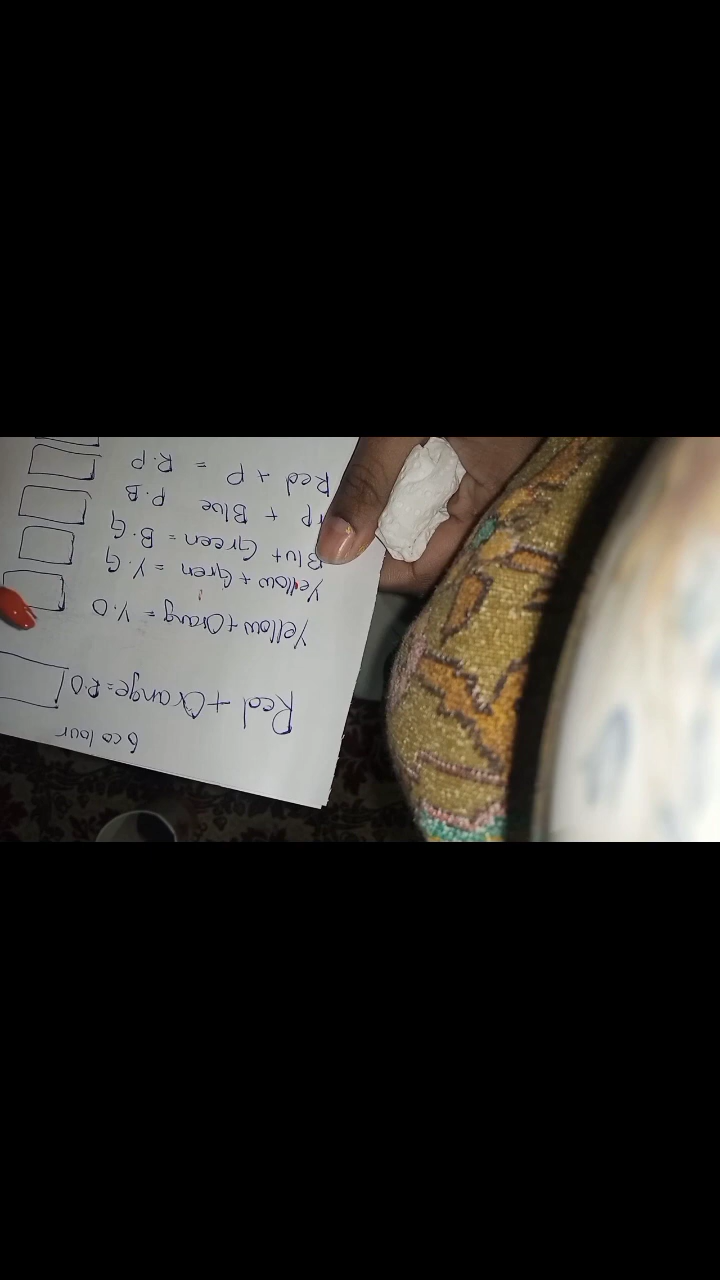 6 colour
Red + Orange = R.O
Yellow + Orang = Y.O
Yellow + Gren = Y.G
Blu + Green = B.G
P + Blue P.B
Red + P = R.P